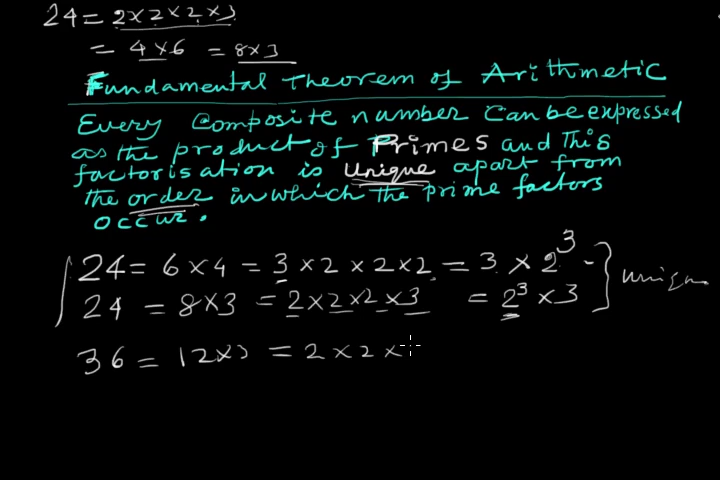 24 = 2×2×2×3
= 4×6 = 8×3
Fundamental Theorem of Arithmetic
Every Composite number can be expressed
as the product of Primes and this
factorisation is Unique apart from
the order in which the prime factors
occur.
24 = 6×4 = 3×2×2×2 = 3×2³
24 = 8×3 = 2×2×2×3 = 2³×3
36 = 12×3 = 2×2×